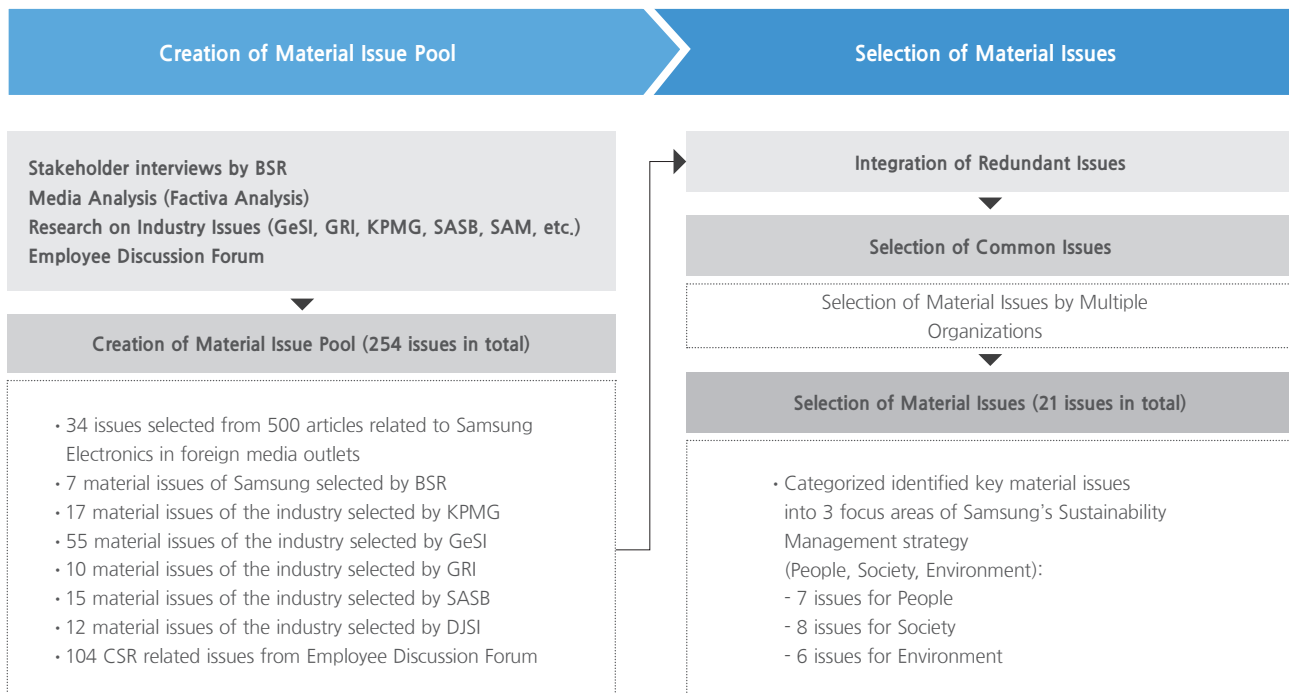 Creation of Material Issue Pool
Selection of Material Issues
Stakeholder interviews by BSR
Media Analysis (Factiva Analysis)
Research on Industry Issues (GeSI, GRI, KPMG, SASB, SAM, etc.)
Employee Discussion Forum
Creation of Material Issue Pool (254 issues in total)
• 34 issues selected from 500 articles related to Samsung
Electronics in foreign media outlets
• 7 material issues of Samsung selected by BSR
• 17 material issues of the industry selected by KPMG
• 55 material issues of the industry selected by GeSI
• 10 material issues of the industry selected by GRI
• 15 material issues of the industry selected by SASB
• 12 material issues of the industry selected by DJSI
• 104 CSR related issues from Employee Discussion Forum
Integration of Redundant Issues
Selection of Common Issues
Selection of Material Issues by Multiple
Organizations
Selection of Material Issues (21 issues in total)
• Categorized identified key material issues
into 3 focus areas of Samsung's Sustainability
Management strategy
(People, Society, Environment):
- 7 issues for People
- 8 issues for Society
- 6 issues for Environment